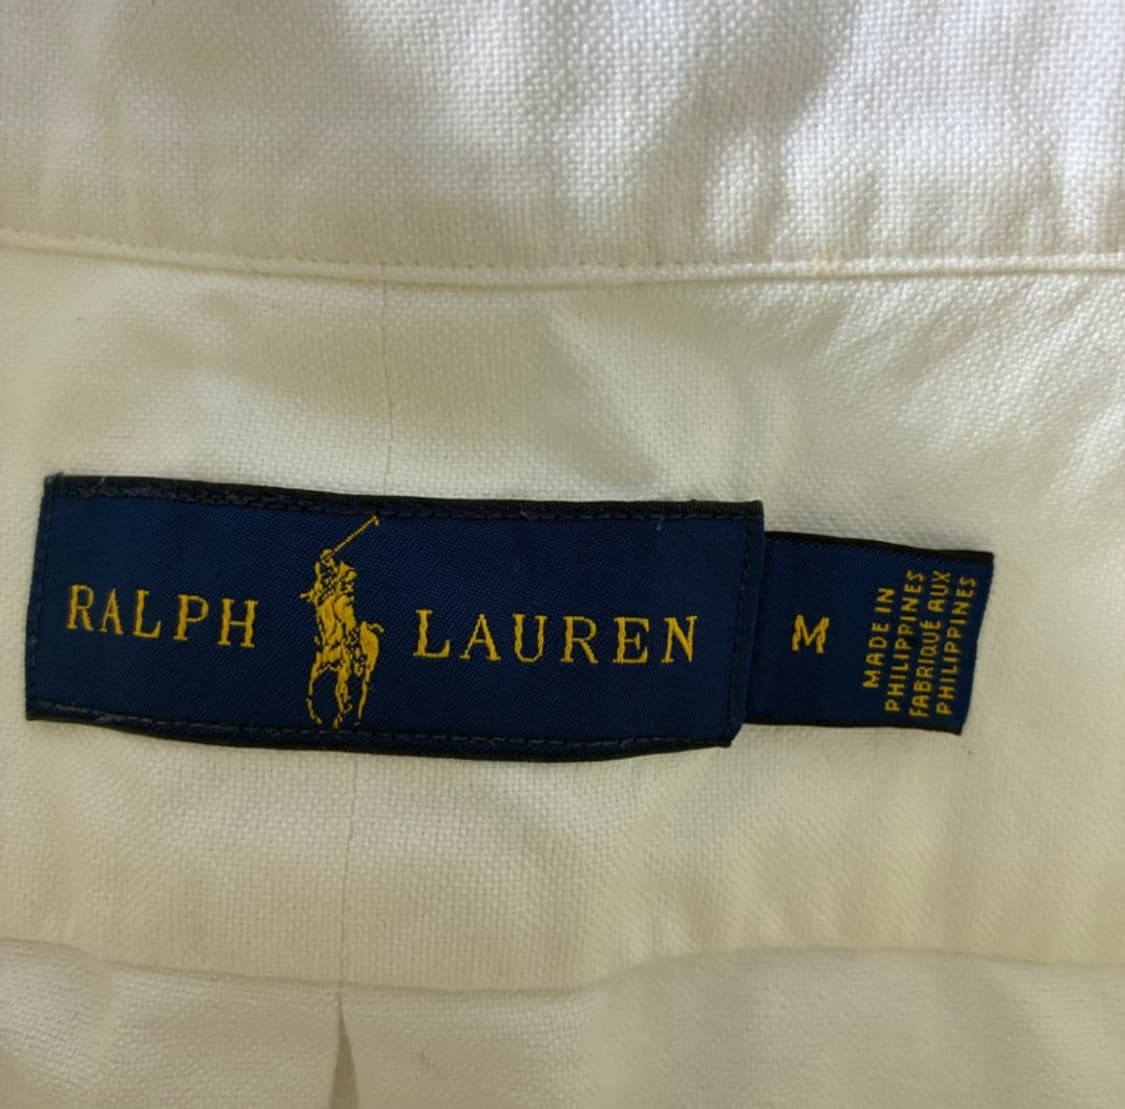 RALPH LAUREN
M
MADE IN
PHILIPPINES
FABRIQUÉ AUX
PHILIPPINES